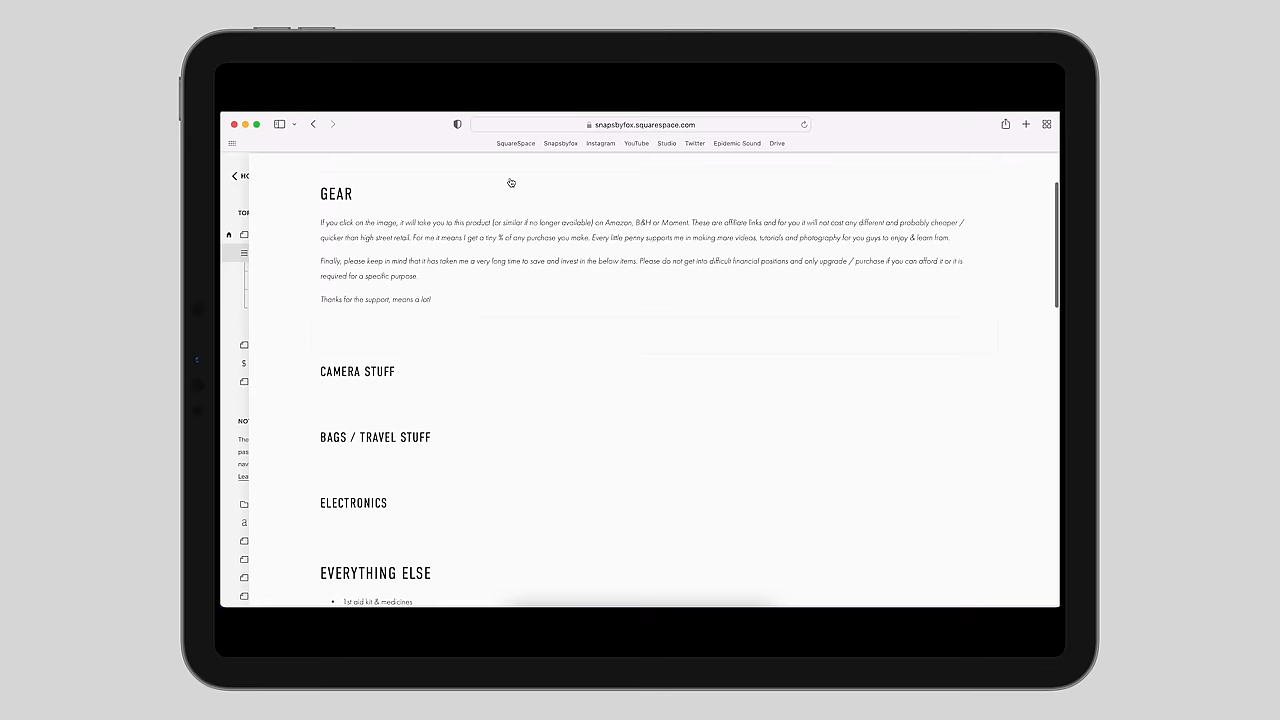 snapsbyfox.squarespace.com
SquareSpace Snapsbyfox Instagram YouTube Studio Twitter Epidemic Sound Drive
GEAR
If you click on the image, it will take you to this product (or similar if no longer available) on Amazon, B&H or Moment. These are affiliate links and for you it will not cost any different and probably cheaper /
quicker than high street retail. For me it means I get a tiny % of any purchase you make. Every little penny supports me in making more videos, tutorials and photography for you guys to enjoy & learn from.
Finally, please keep in mind that it has taken me a very long time to save and invest in the below items. Please do not get into difficult financial positions and only upgrade / purchase if you can afford it or it is
required for a specific purpose.
Thanks for the support, means a lot!
CAMERA STUFF
BAGS / TRAVEL STUFF
ELECTRONICS
EVERYTHING ELSE
• 1st aid kit & medicines